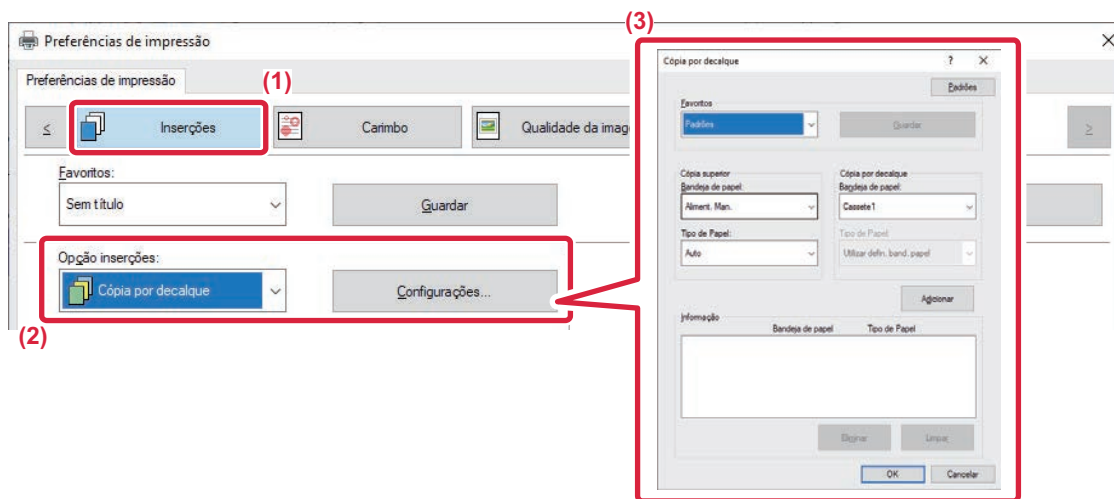 (3)
Preferências de impressão
Preferências de impressão
(1)
< Inserções Carimbo Qualidade da imag >
Favoritos:
Sem título Guardar
Opção inserções:
Cópia por decalque Configurações...
(2)
Cópia por decalque ? X
Padrões
Favoritos
Padrões Guardar
Cópia superior Cópia por decalque
Bandeja de papel: Bandeja de papel:
Aliment. Man. Cassete1
Tipo de Papel: Tipo de Papel:
Auto Utilizar defin. band. papel
Adicionar
Informação
Bandeja de papel Tipo de Papel
Eliminar Limpar
OK Cancelar